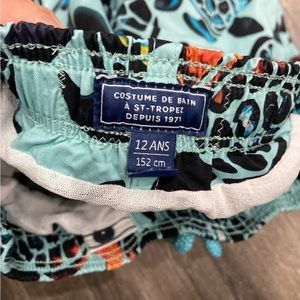 COSTUME DE BAIN
À ST-TROPEZ
DEPUIS 1971
12 ANS
152 cm